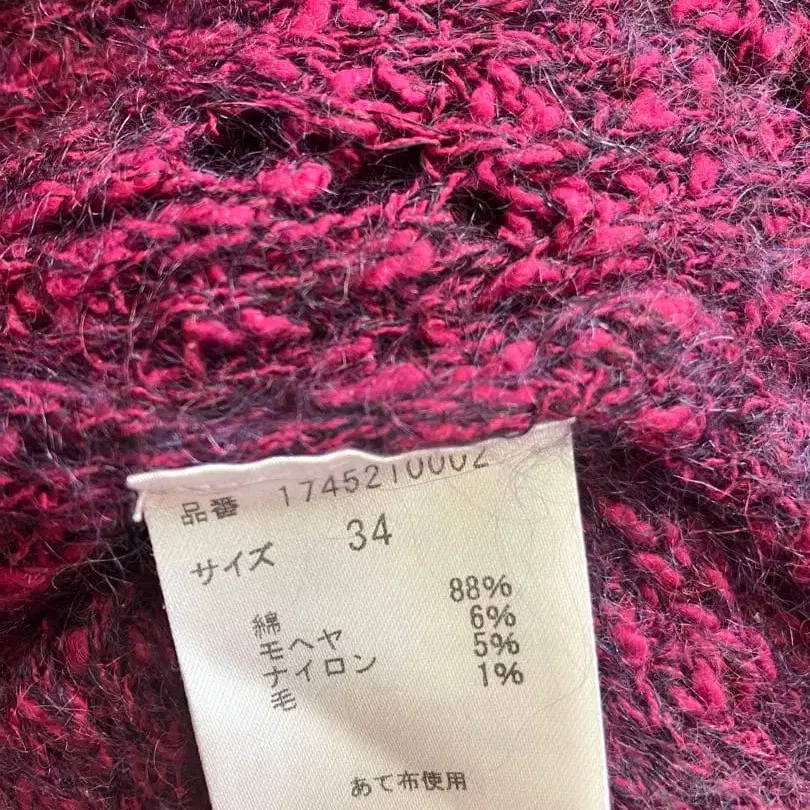 品番 1745210002
サイズ 34
綿 88%
モヘヤ 6%
ナイロン 5%
毛 1%
あて布使用